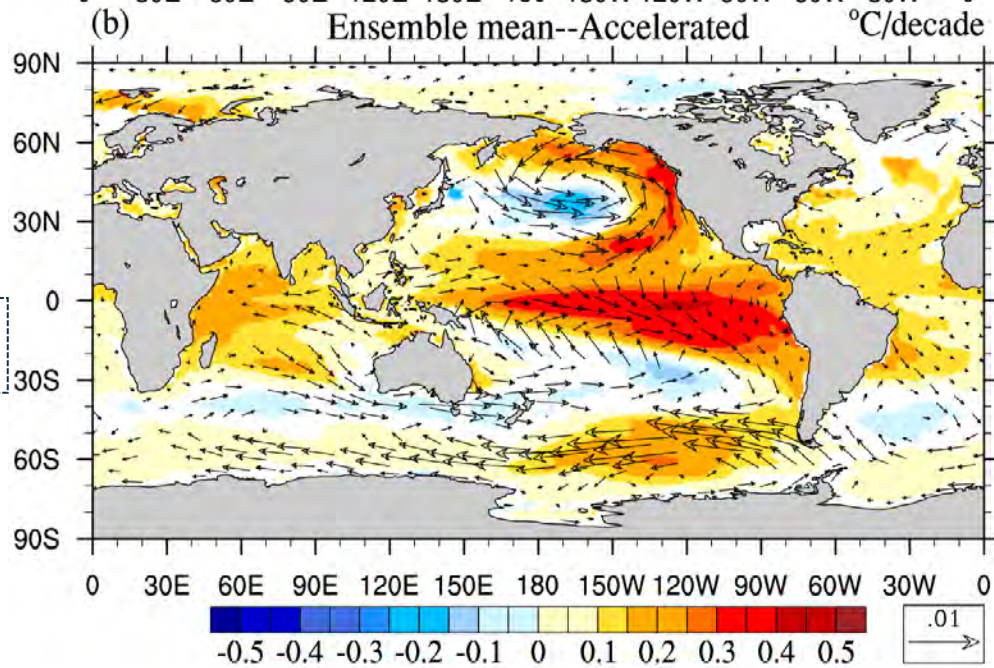 (b) Ensemble mean--Accelerated °C/decade
90N
60N
30N
0
30S
60S
90S
0 30E 60E 90E 120E 150E 180 150W 120W 90W 60W 30W 0
-0.5 -0.4 -0.3 -0.2 -0.1 0 0.1 0.2 0.3 0.4 0.5
.01